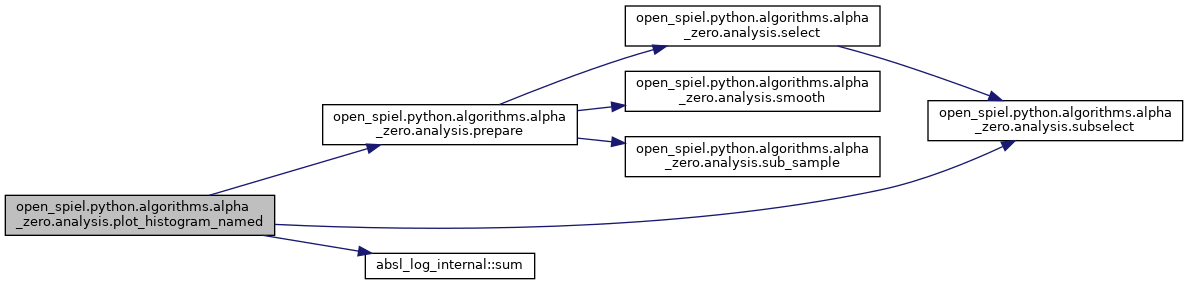 open_spiel.python.algorithms.alpha
_zero.analysis.plot_histogram_named
open_spiel.python.algorithms.alpha
_zero.analysis.prepare
open_spiel.python.algorithms.alpha
_zero.analysis.select
open_spiel.python.algorithms.alpha
_zero.analysis.smooth
open_spiel.python.algorithms.alpha
_zero.analysis.sub_sample
open_spiel.python.algorithms.alpha
_zero.analysis.subselect
absl_log_internal::sum